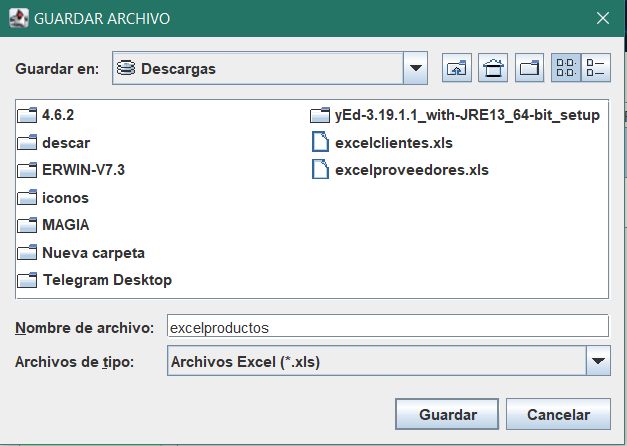 GUARDAR ARCHIVO
Guardar en: Descargas
4.6.2
descar
ERWIN-V7.3
iconos
MAGIA
Nueva carpeta
Telegram Desktop
yEd-3.19.1.1_with-JRE13_64-bit_setup
excelclientes.xls
excelproveedores.xls
Nombre de archivo: excelproductos
Archivos de tipo: Archivos Excel (*.xls)
Guardar Cancelar